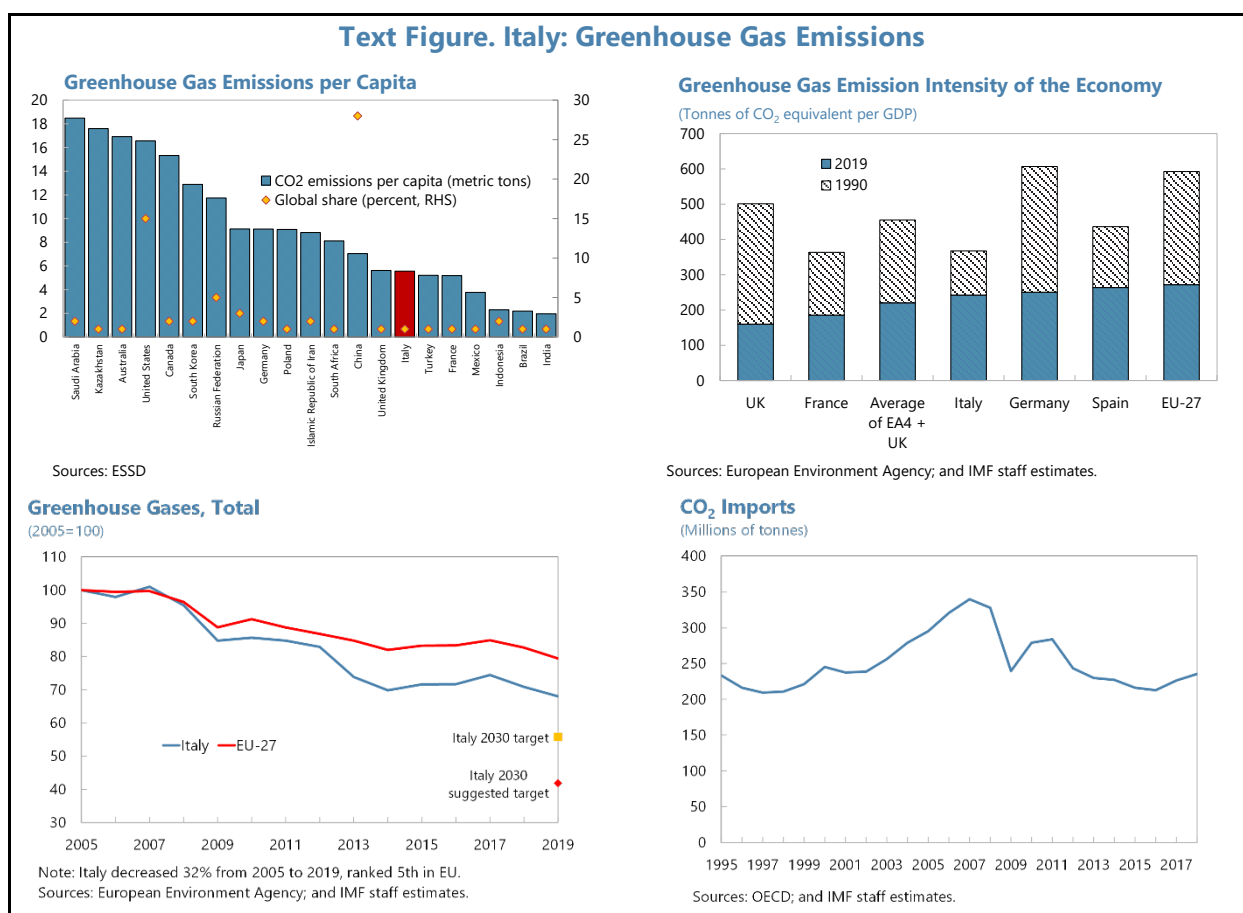 Text Figure. Italy: Greenhouse Gas Emissions
Greenhouse Gas Emissions per Capita
20
18
16
14
12
10
8
6
4
2
0
30
25
20
15
10
5
0
CO2 emissions per capita (metric tons)
Global share (percent, RHS)
Saudi Arabia
Kazakhstan
Australia
United States
Canada
South Korea
Russian Federation
Japan
Germany
Poland
Islamic Republic of Iran
South Africa
China
United Kingdom
Italy
Turkey
France
Mexico
Indonesia
Brazil
India
Sources: ESSD
Greenhouse Gas Emission Intensity of the Economy
(Tonnes of CO2 equivalent per GDP)
700
600
500
400
300
200
100
0
2019
1990
UK
France
Average
of EA4 +
UK
Italy
Germany
Spain
EU-27
Sources: European Environment Agency; and IMF staff estimates.
Greenhouse Gases, Total
(2005=100)
110
100
90
80
70
60
50
40
30
Italy
EU-27
Italy 2030 target
Italy 2030
suggested target
2005 2007 2009 2011 2013 2015 2017 2019
Note: Italy decreased 32% from 2005 to 2019, ranked 5th in EU.
Sources: European Environment Agency; and IMF staff estimates.
CO2 Imports
(Millions of tonnes)
400
350
300
250
200
150
100
50
0
1995 1997 1999 2001 2003 2005 2007 2009 2011 2013 2015 2017
Sources: OECD; and IMF staff estimates.